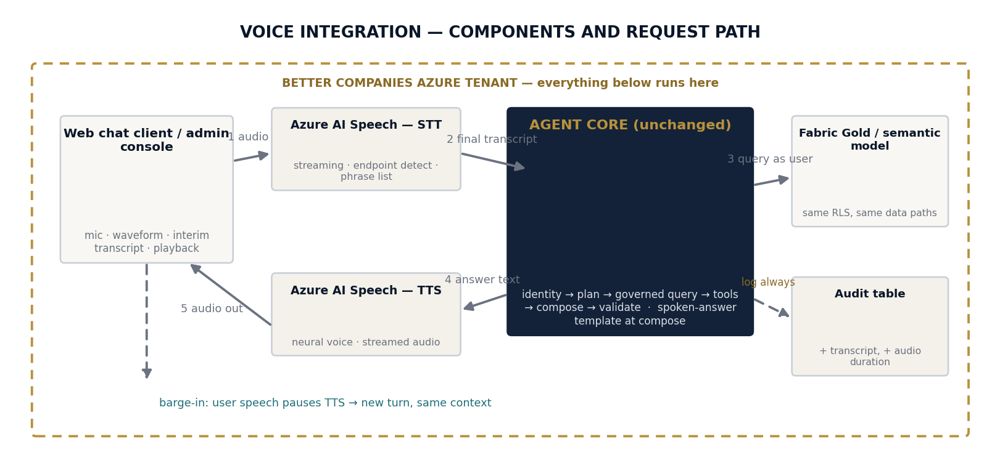 VOICE INTEGRATION — COMPONENTS AND REQUEST PATH
BETTER COMPANIES AZURE TENANT — everything below runs here
Web chat client / admin
console
mic · waveform · interim
transcript · playback
1 audio
Azure AI Speech — STT
streaming · endpoint detect ·
phrase list
2 final transcript
AGENT CORE (unchanged)
identity → plan → governed query → tools
→ compose → validate · spoken-answer
template at compose
3 query as user
Fabric Gold / semantic
model
same RLS, same data paths
4 answer text
Azure AI Speech — TTS
neural voice · streamed audio
5 audio out
log always
Audit table
+ transcript, + audio
duration
barge-in: user speech pauses TTS → new turn, same context